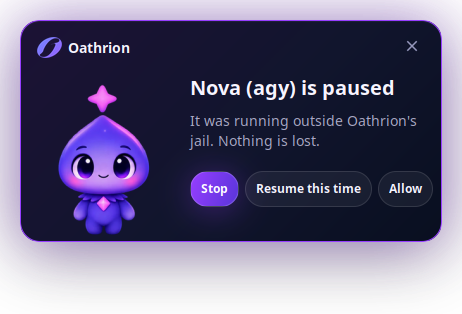 Oathrion
Nova (agy) is paused
It was running outside Oathrion's
jail. Nothing is lost.
Stop
Resume this time
Allow